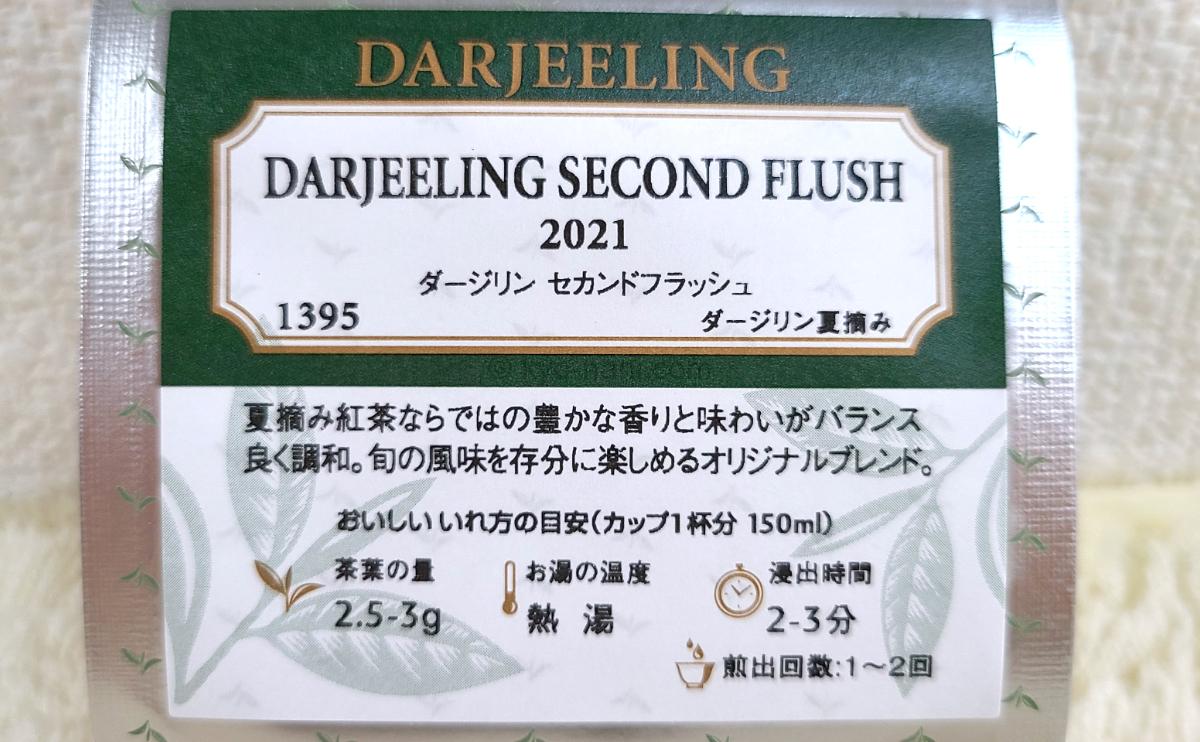 DARJEELING
DARJEELING SECOND FLUSH
2021
ダージリン セカンドフラッシュ
1395
ダージリン夏摘み
夏摘み紅茶ならではの豊かな香りと味わいがバランス
良く調和。旬の風味を存分に楽しめるオリジナルブレンド。
おいしいいれ方の目安(カップ1杯分 150ml)
茶葉の量
2.5-3g
お湯の温度
熱 湯
浸出時間
2-3分
煎出回数:1〜2回